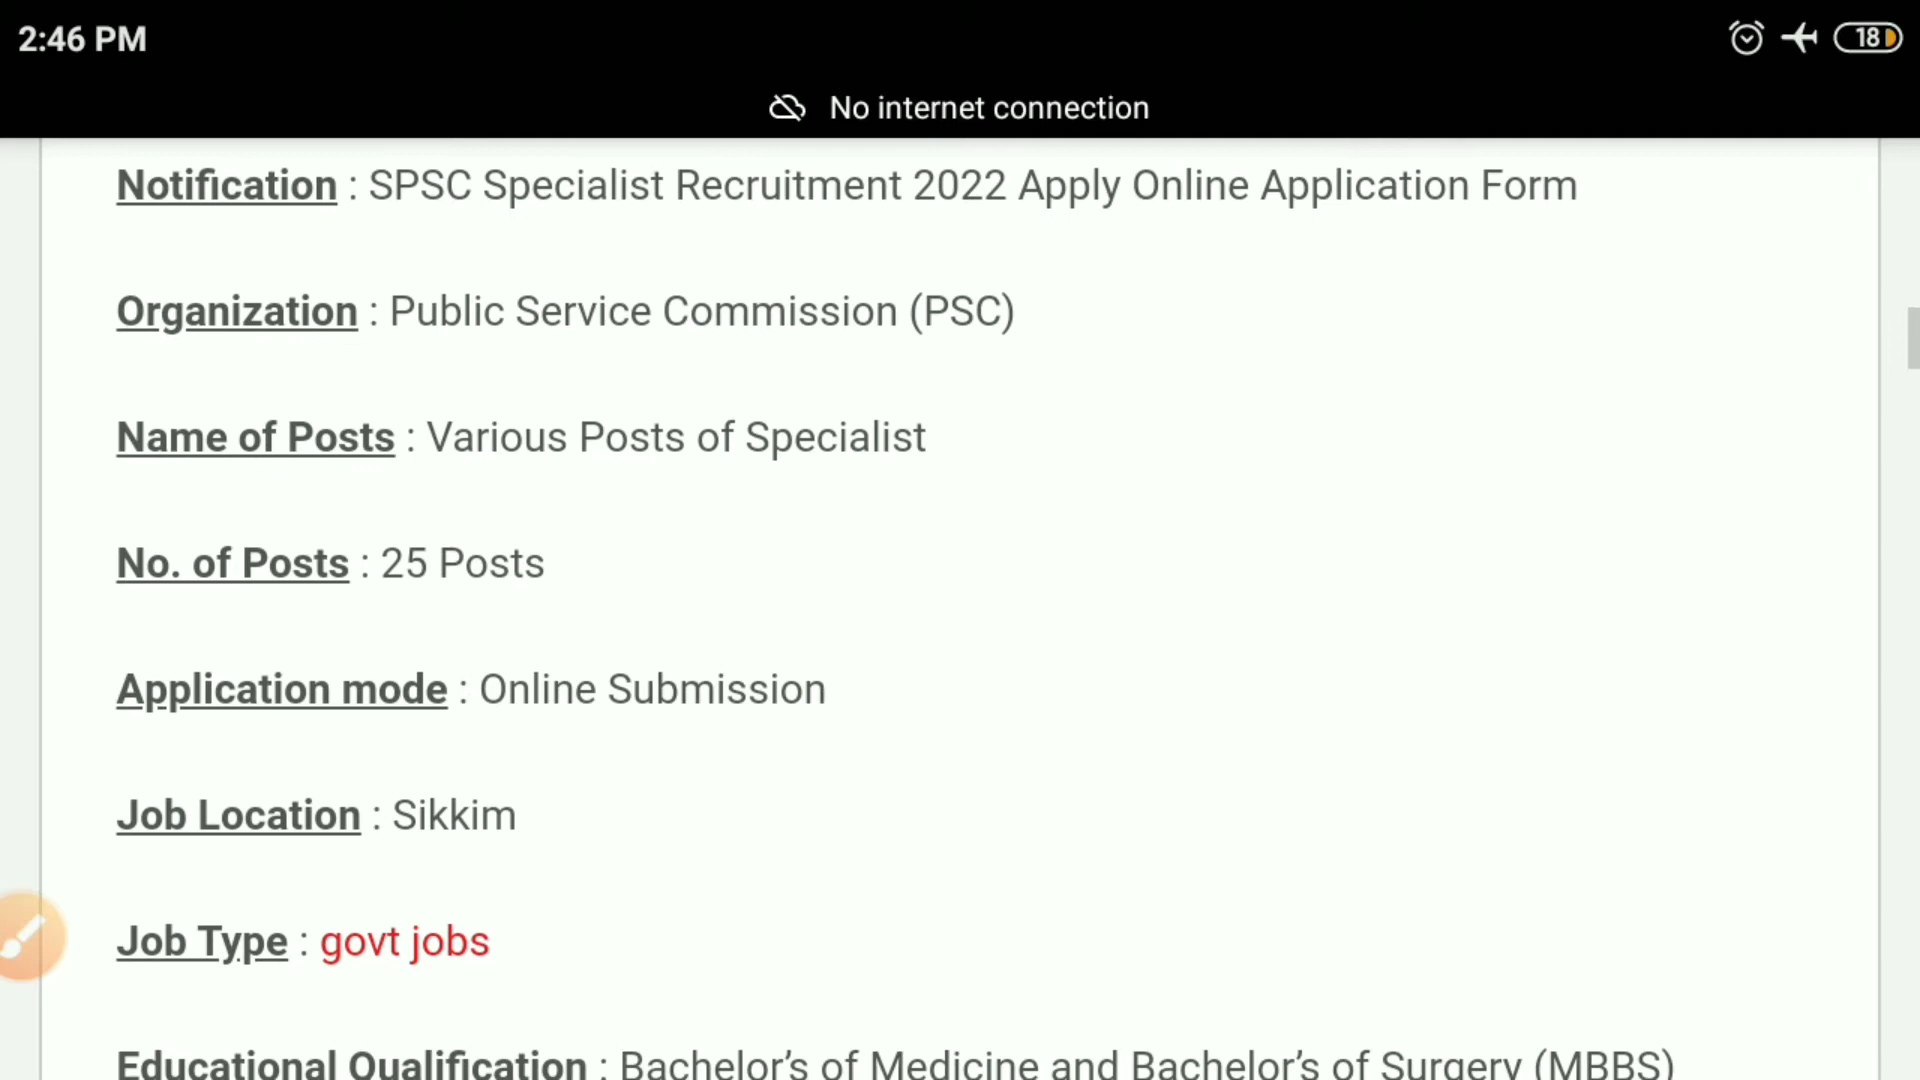 2:46 PM
18
No internet connection
Notification : SPSC Specialist Recruitment 2022 Apply Online Application Form
Organization : Public Service Commission (PSC)
Name of Posts : Various Posts of Specialist
No. of Posts : 25 Posts
Application mode : Online Submission
Job Location : Sikkim
Job Type : govt jobs
Educational Qualification : Bachelor’s of Medicine and Bachelor’s of Surgery (MBBS)